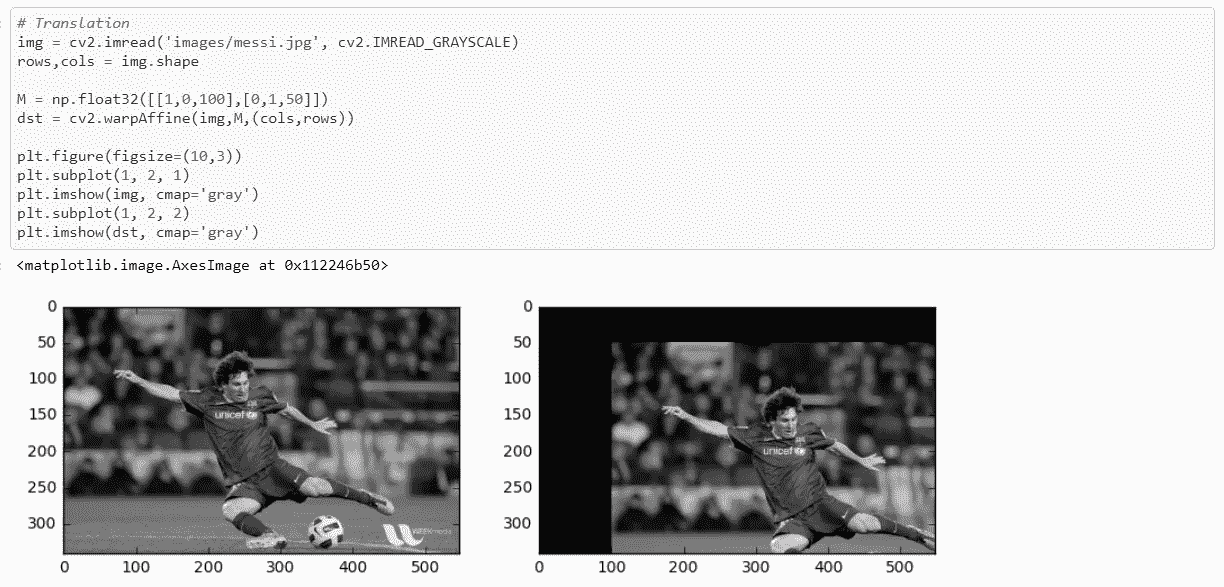 # Translation
img = cv2.imread('images/messi.jpg', cv2.IMREAD_GRAYSCALE)
rows,cols = img.shape
M = np.float32([[1,0,100],[0,1,50]])
dst = cv2.warpAffine(img,M,(cols,rows))
plt.figure(figsize=(10,3))
plt.subplot(1, 2, 1)
plt.imshow(img, cmap='gray')
plt.subplot(1, 2, 2)
plt.imshow(dst, cmap='gray')
<matplotlib.image.AxesImage at 0x112246b50>
0
50
100
150
200
250
300
0 100 200 300 400 500
unicef
0
50
100
150
200
250
300
0 100 200 300 400 500
unicef